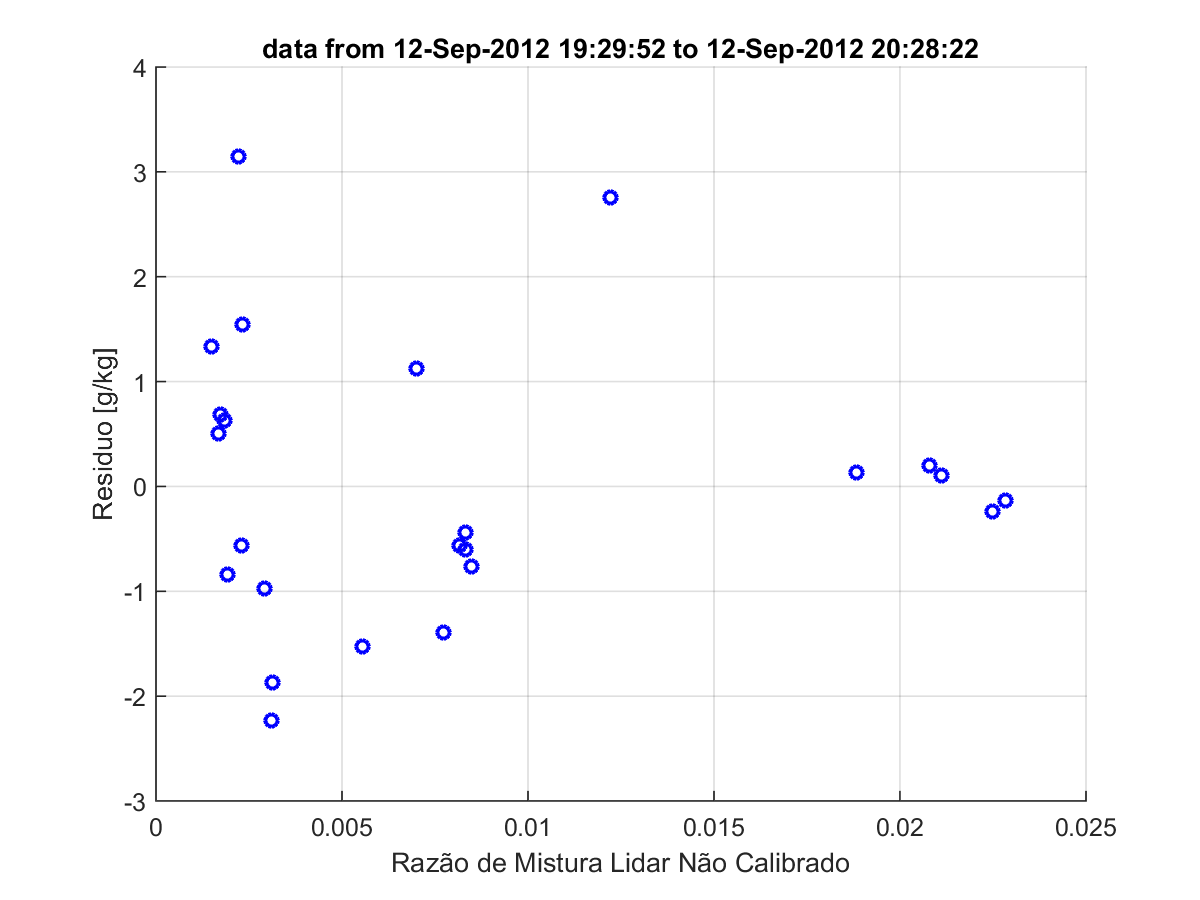 data from 12-Sep-2012 19:29:52 to 12-Sep-2012 20:28:22
4
3
2
1
0
-1
-2
-3
Residuo [g/kg]
0 0.005 0.01 0.015 0.02 0.025
Razão de Mistura Lidar Não Calibrado